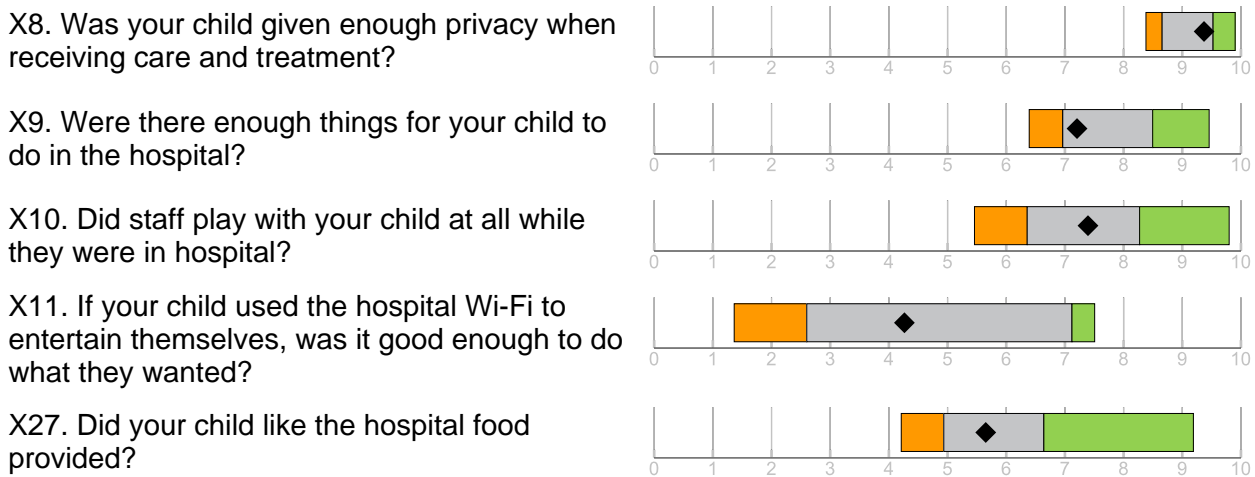 X8. Was your child given enough privacy when
receiving care and treatment?
0 1 2 3 4 5 6 7 8 9 10
X9. Were there enough things for your child to
do in the hospital?
0 1 2 3 4 5 6 7 8 9 10
X10. Did staff play with your child at all while
they were in hospital?
0 1 2 3 4 5 6 7 8 9 10
X11. If your child used the hospital Wi-Fi to
entertain themselves, was it good enough to do
what they wanted?
0 1 2 3 4 5 6 7 8 9 10
X27. Did your child like the hospital food
provided?
0 1 2 3 4 5 6 7 8 9 10